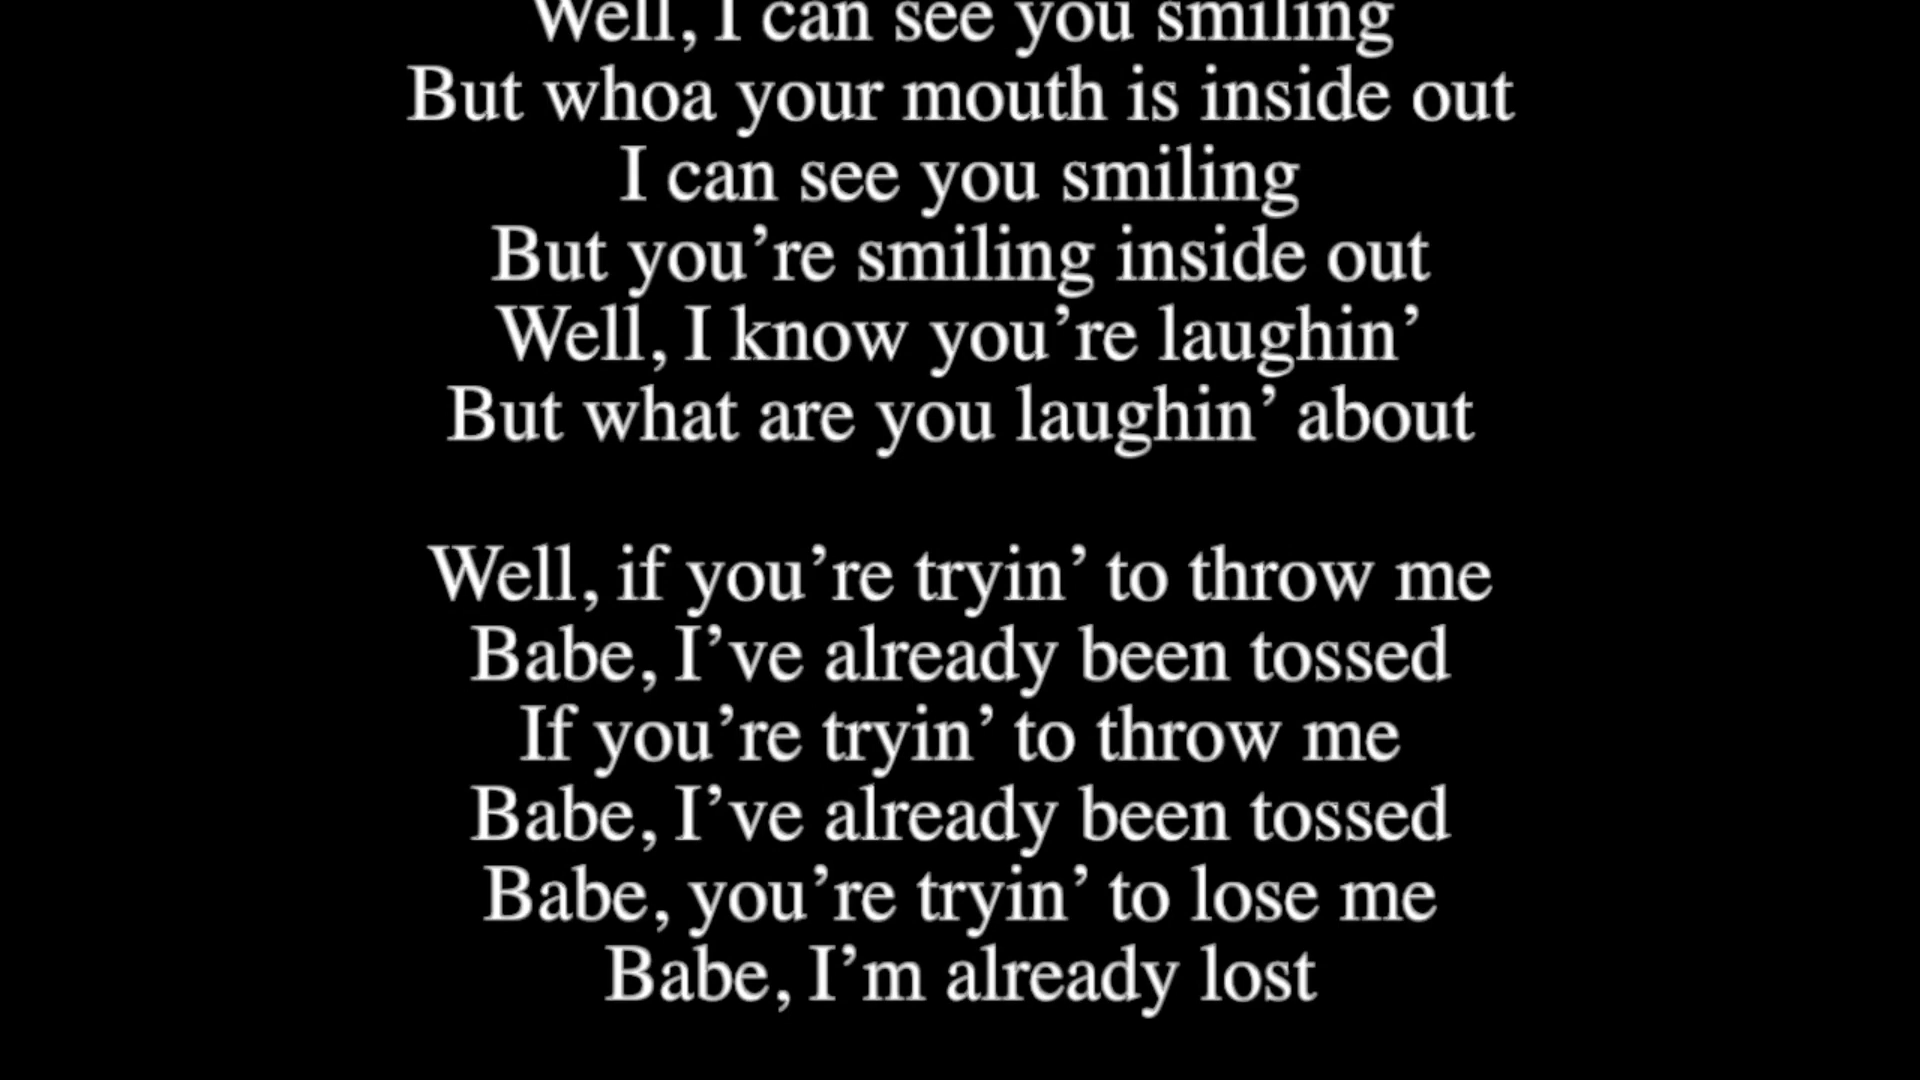 Well, I can see you smiling
But whoa your mouth is inside out
I can see you smiling
But you’re smiling inside out
Well, I know you’re laughin’
But what are you laughin’ about
Well, if you’re tryin’ to throw me
Babe, I’ve already been tossed
If you’re tryin’ to throw me
Babe, I’ve already been tossed
Babe, you’re tryin’ to lose me
Babe, I’m already lost